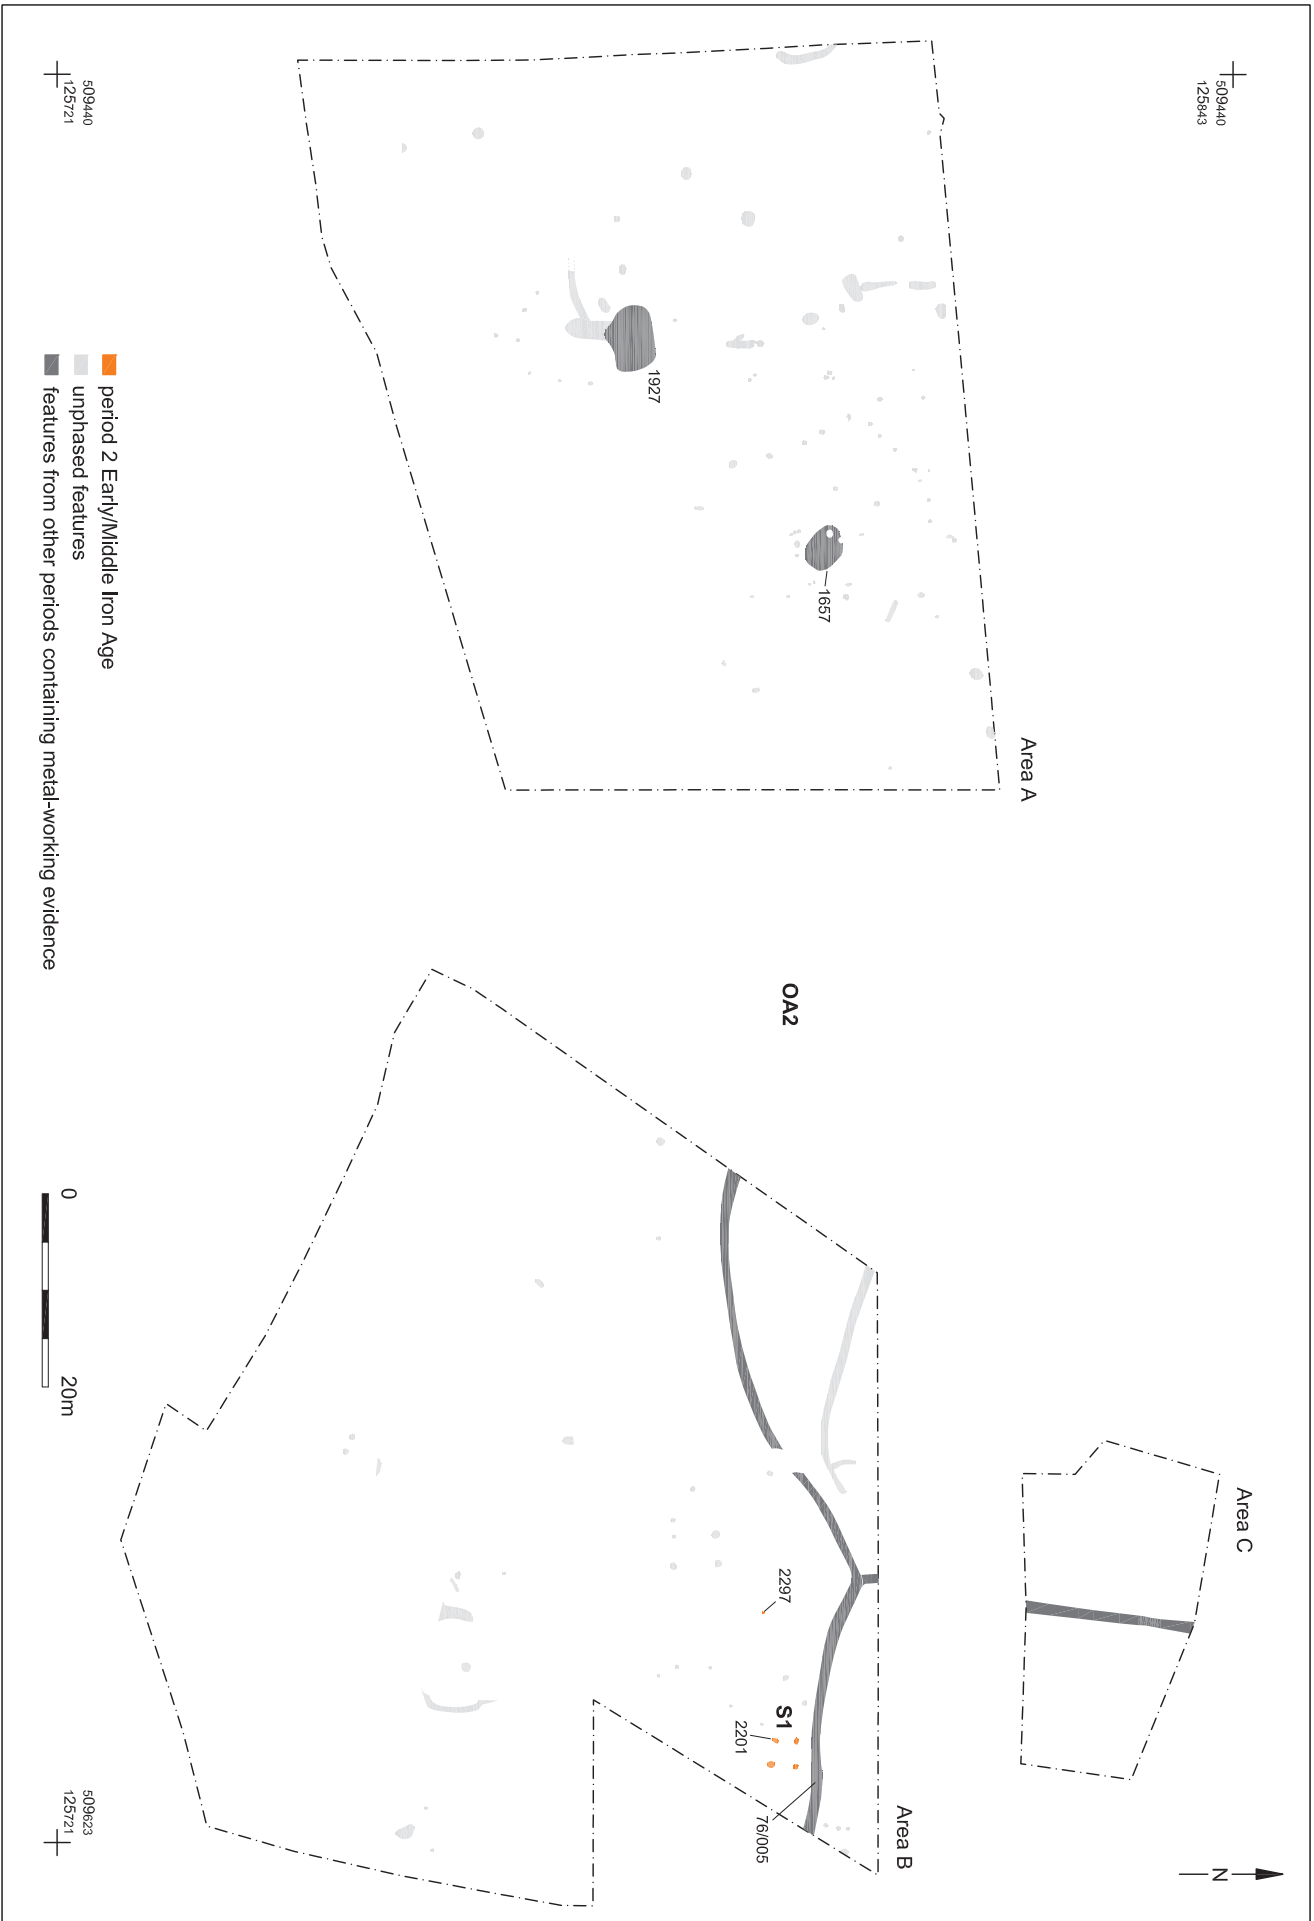 509440
125843
Area C
Area A
Area B
N
OA2
1927
1657
2297
S1
2201
76/005
509440
125721
509623
125721
period 2 Early/Middle Iron Age
unphased features
features from other periods containing metal-working evidence
0
20m